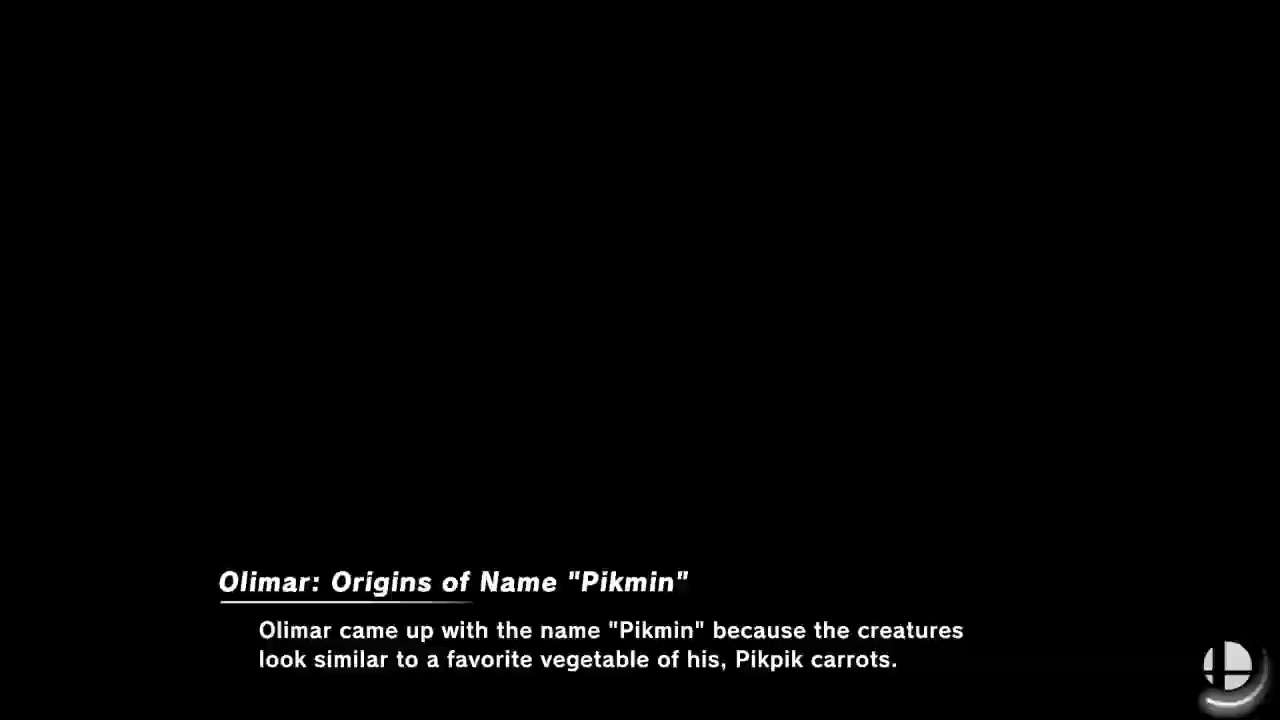 Olimar: Origins of Name "Pikmin"
Olimar came up with the name "Pikmin" because the creatures
look similar to a favorite vegetable of his, Pikpik carrots.